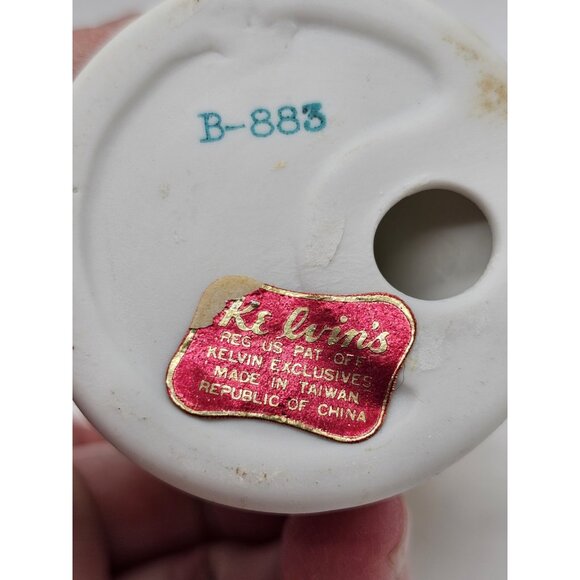 B-883
Kelvin's
REG US PAT OFF
KELVIN EXCLUSIVES
MADE IN TAIWAN
REPUBLIC OF CHINA